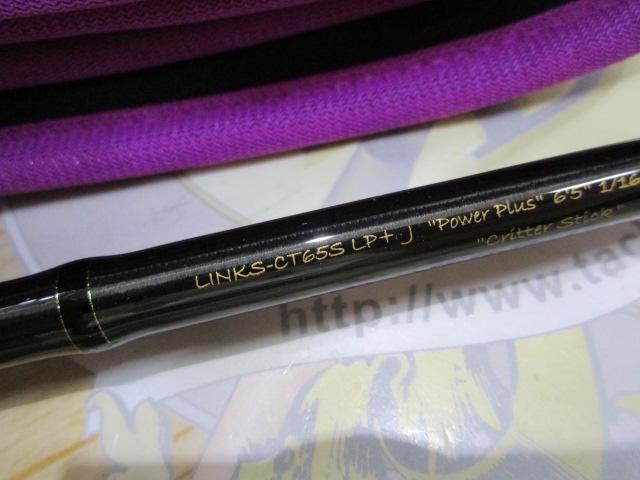 LINKS-CT65S LP+ J "Power Plus" 6'5" 1/16
"Critter Stick"
http://www.tac